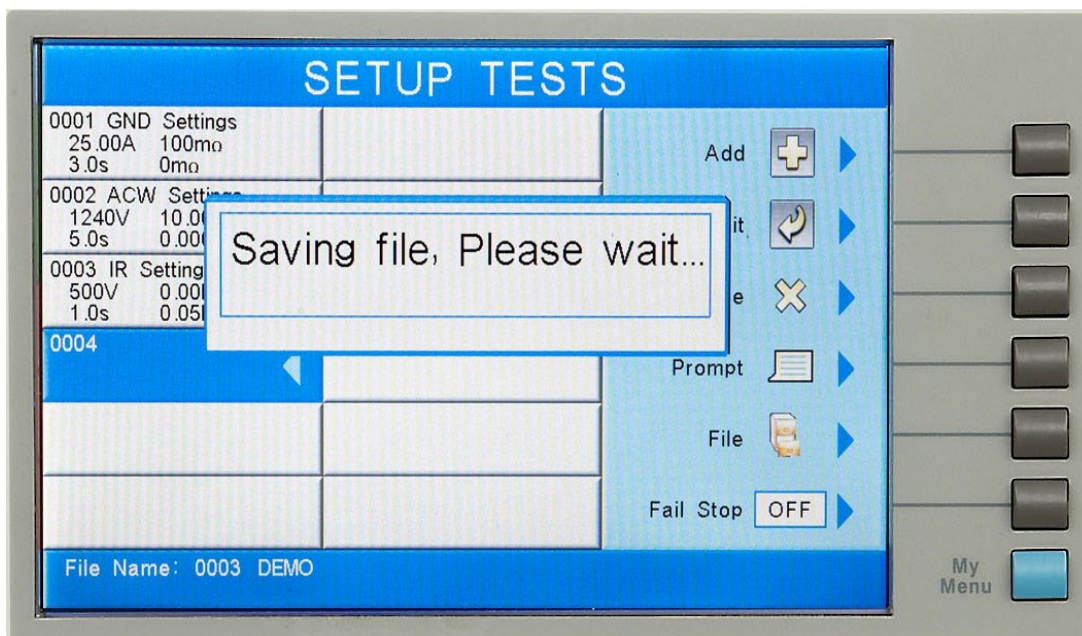 SETUP TESTS
0001 GND Settings
25.00A 100mΩ
3.0s 0mΩ
0002 ACW
1240V
5.0s
0003 IR
500V
1.0s
0004
Saving file, Please wait...
Add
Prompt
File
Fail Stop OFF
File Name: 0003 DEMO
My
Menu